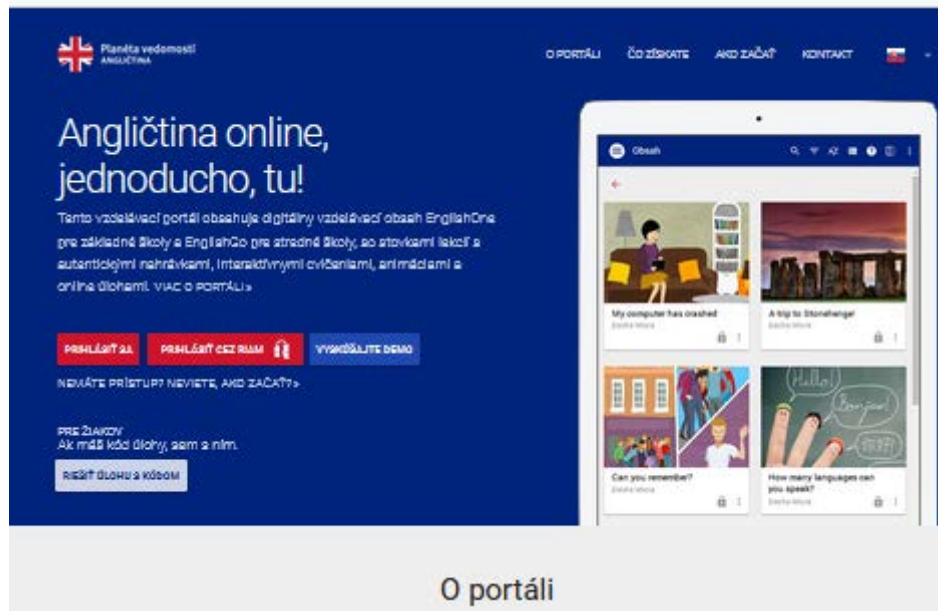 Planéta vedomostí
ANGLIČTINA
O PORTÁLI ČO ZÍSKATE AKO ZAČAŤ KONTAKT
Angličtina online,
jednoducho, tu!
Tento vzdelávací portál obsahuje digitálny vzdelávací obsah EnglishOne
pre základné školy a EnglishGo pre stredné školy, so stovkami lekcií s
autentickými nahrávkami, interaktívnymi cvičeniami, animáciami a
online úlohami. VIAC O PORTÁLI »
PRIHLÁSIŤ SA PRIHLÁSIŤ CEZ RIAM VYSKÚŠAJTE DEMO
NEMÁTE PRÍSTUP? NEVIETE, AKO ZAČAŤ? »
PRE ŽIAKOV
Ak máš kód úlohy, sem s ním.
RIEŠIŤ ÚLOHU S KÓDOM
Obsah
My computer has crashed
A trip to Stonehenge!
Hello!
Bonjour!
Can you remember?
How many languages can
you speak?
O portáli